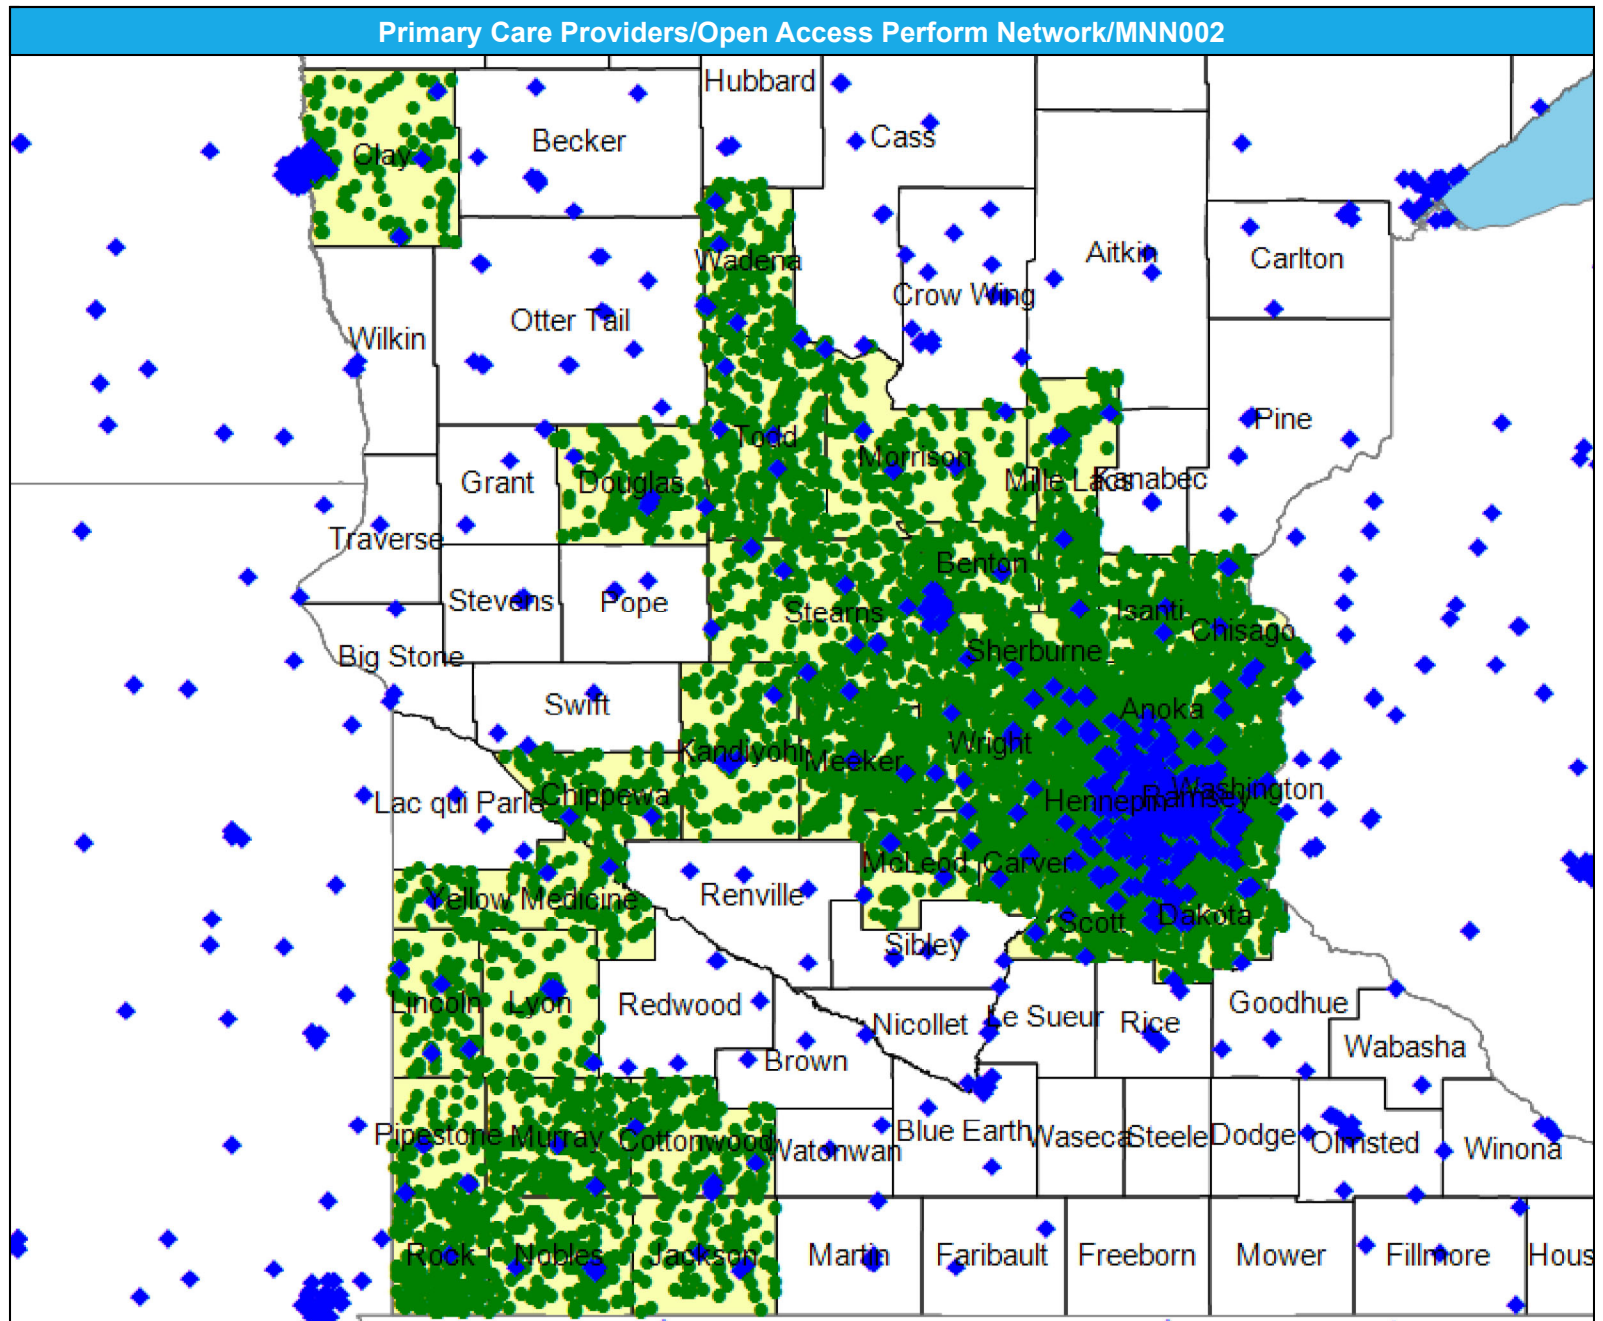 Primary Care Providers/Open Access Perform Network/MNN002
Hubbard
Becker
Cass
Clay
Wadena
Aitkin
Carlton
Crow Wing
Otter Tail
Wilkin
Pine
Todd
Morrison
Grant
Douglas
Mille Lacs
Kanabec
Traverse
Benton
Stevens
Pope
Stearns
Isanti
Chisago
Big Stone
Sherburne
Swift
Anoka
Kandiyohi
Meeker
Wright
Lac qui Parle
Chippewa
Hennepin
Ramsey
Washington
McLeod
Carver
Yellow Medicine
Renville
Scott
Dakota
Sibley
Lincoln
Lyon
Redwood
Nicollet
Le Sueur
Rice
Goodhue
Brown
Wabasha
Pipestone
Murray
Cottonwood
Watonwan
Blue Earth
Waseca
Steele
Dodge
Olmsted
Winona
Rock
Nobles
Jackson
Martin
Faribault
Freeborn
Mower
Fillmore
Hous